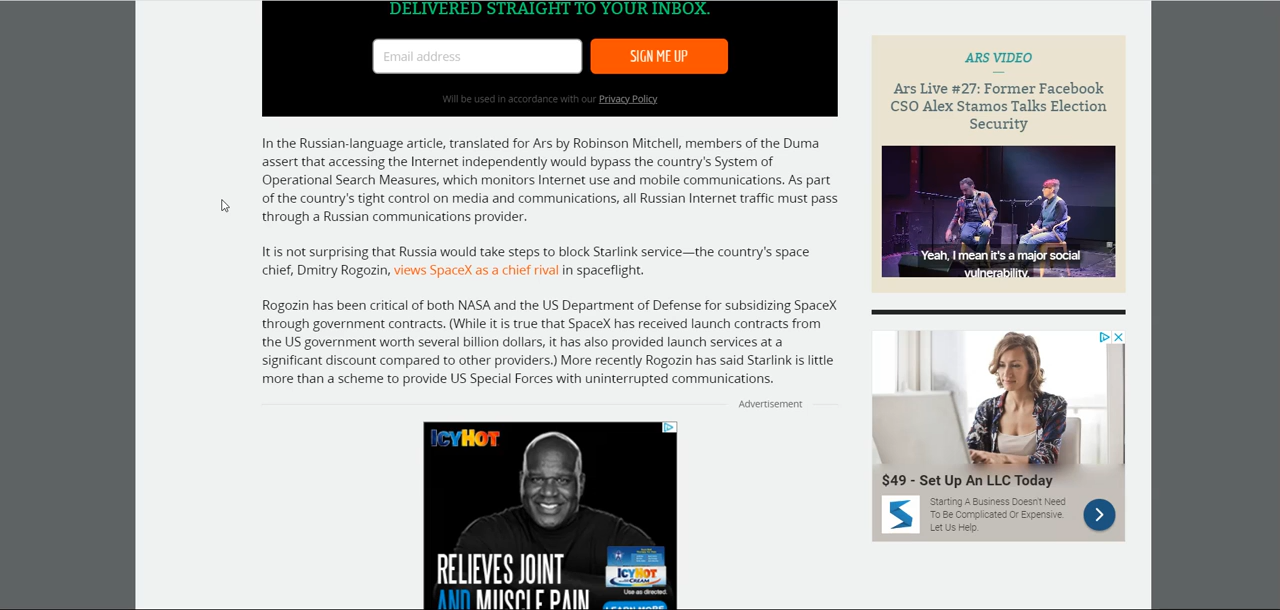 DELIVERED STRAIGHT TO YOUR INBOX.
Email address
SIGN ME UP
Will be used in accordance with our Privacy Policy
In the Russian-language article, translated for Ars by Robinson Mitchell, members of the Duma
assert that accessing the Internet independently would bypass the country's System of
Operational Search Measures, which monitors Internet use and mobile communications. As part
of the country's tight control on media and communications, all Russian Internet traffic must pass
through a Russian communications provider.
It is not surprising that Russia would take steps to block Starlink service—the country's space
chief, Dmitry Rogozin, views SpaceX as a chief rival in spaceflight.
Rogozin has been critical of both NASA and the US Department of Defense for subsidizing SpaceX
through government contracts. (While it is true that SpaceX has received launch contracts from
the US government worth several billion dollars, it has also provided launch services at a
significant discount compared to other providers.) More recently Rogozin has said Starlink is little
more than a scheme to provide US Special Forces with uninterrupted communications.
Advertisement
ICYHOT
RELIEVES JOINT
AND MUSCLE PAIN
ICYHOT
CREAM
Use as directed.
LEARN MORE
ARS VIDEO
Ars Live #27: Former Facebook
CSO Alex Stamos Talks Election
Security
Yeah, I mean it's a major social
vulnerability.
$49 - Set Up An LLC Today
Starting A Business Doesn't Need
To Be Complicated Or Expensive.
Let Us Help.